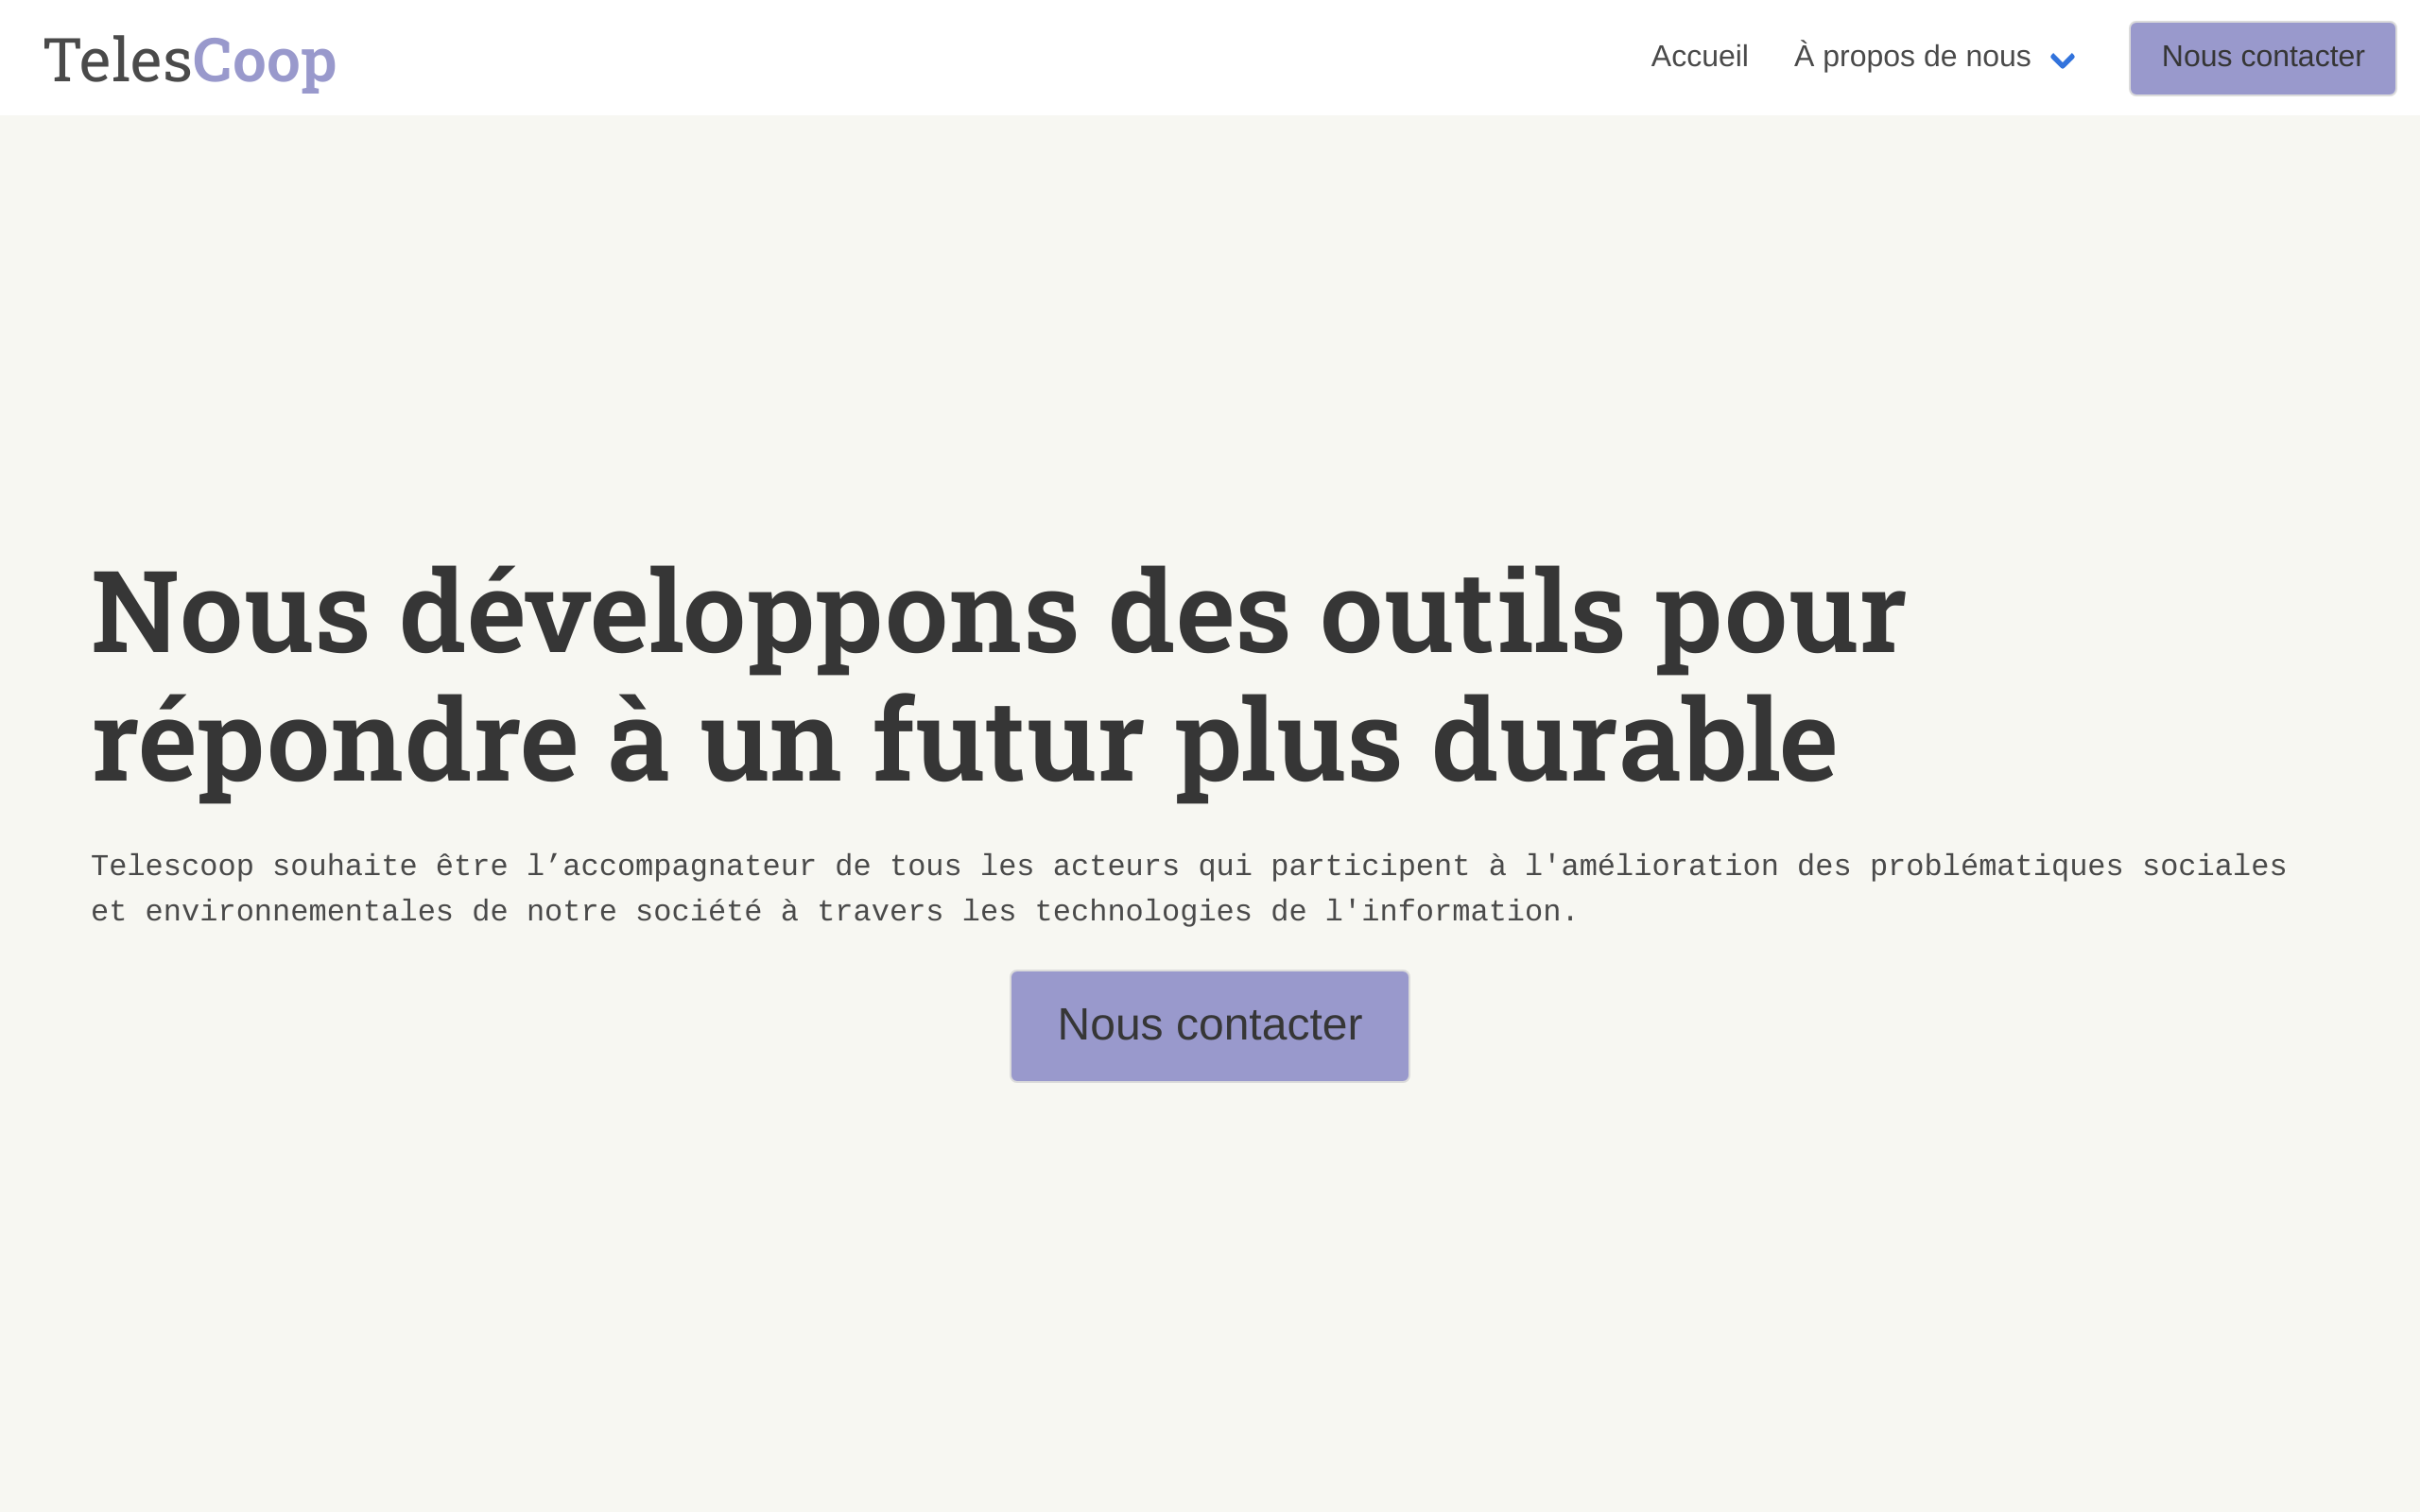 TelesCoop
Accueil À propos de nous Nous contacter
Nous développons des outils pour
répondre à un futur plus durable
Telescoop souhaite être l’accompagnateur de tous les acteurs qui participent à l'amélioration des problématiques sociales
et environnementales de notre société à travers les technologies de l'information.
Nous contacter